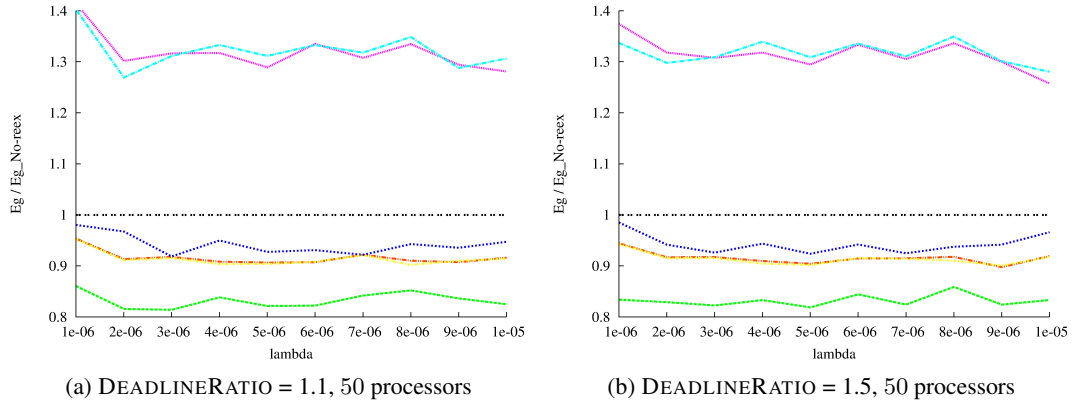 1.4
1.3
1.2
1.1
1
0.9
0.8
Eg / Eg_No-reex
1e-06 2e-06 3e-06 4e-06 5e-06 6e-06 7e-06 8e-06 9e-06 1e-05
lambda
(a) DEADLINERATIO = 1.1, 50 processors
1.4
1.3
1.2
1.1
1
0.9
0.8
Eg / Eg_No-reex
1e-06 2e-06 3e-06 4e-06 5e-06 6e-06 7e-06 8e-06 9e-06 1e-05
lambda
(b) DEADLINERATIO = 1.5, 50 processors